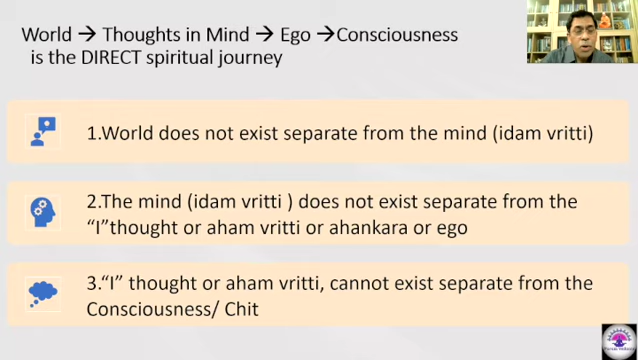 World → Thoughts in Mind → Ego →Consciousness
is the DIRECT spiritual journey
1.World does not exist separate from the mind (idam vritti)
2.The mind (idam vritti ) does not exist separate from the
“I”thought or aham vritti or ahankara or ego
3.“I” thought or aham vritti, cannot exist separate from the
Consciousness/ Chit